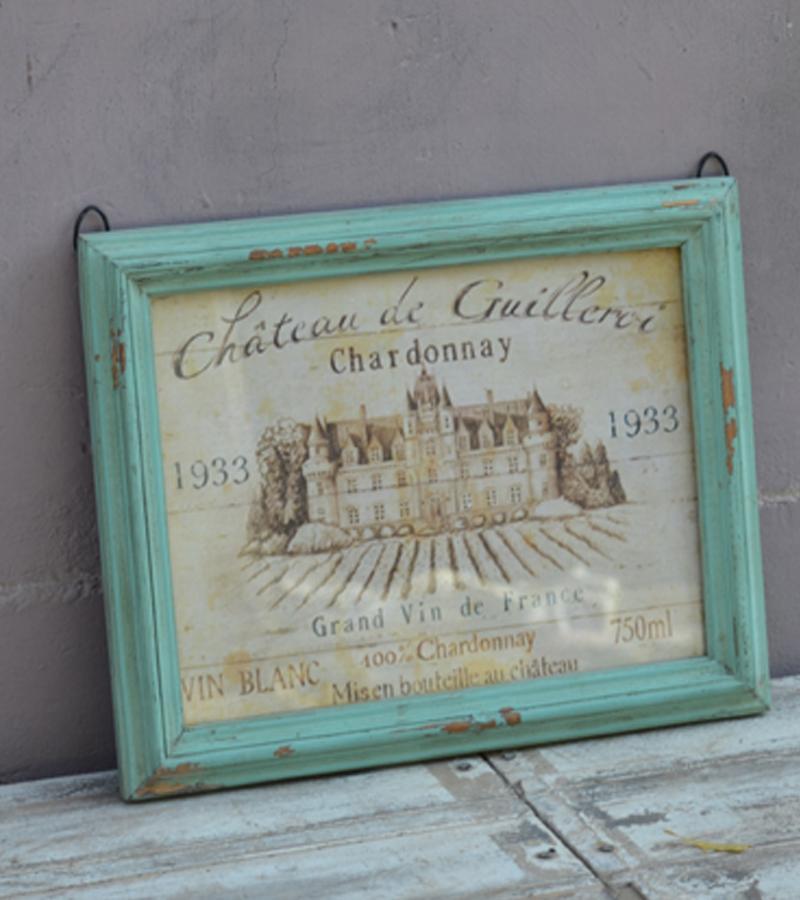 Château de Guilleroi
Chardonnay
1933
1933
Grand Vin de France
750ml
100% Chardonnay
VIN BLANC
Mis en bouteille au château